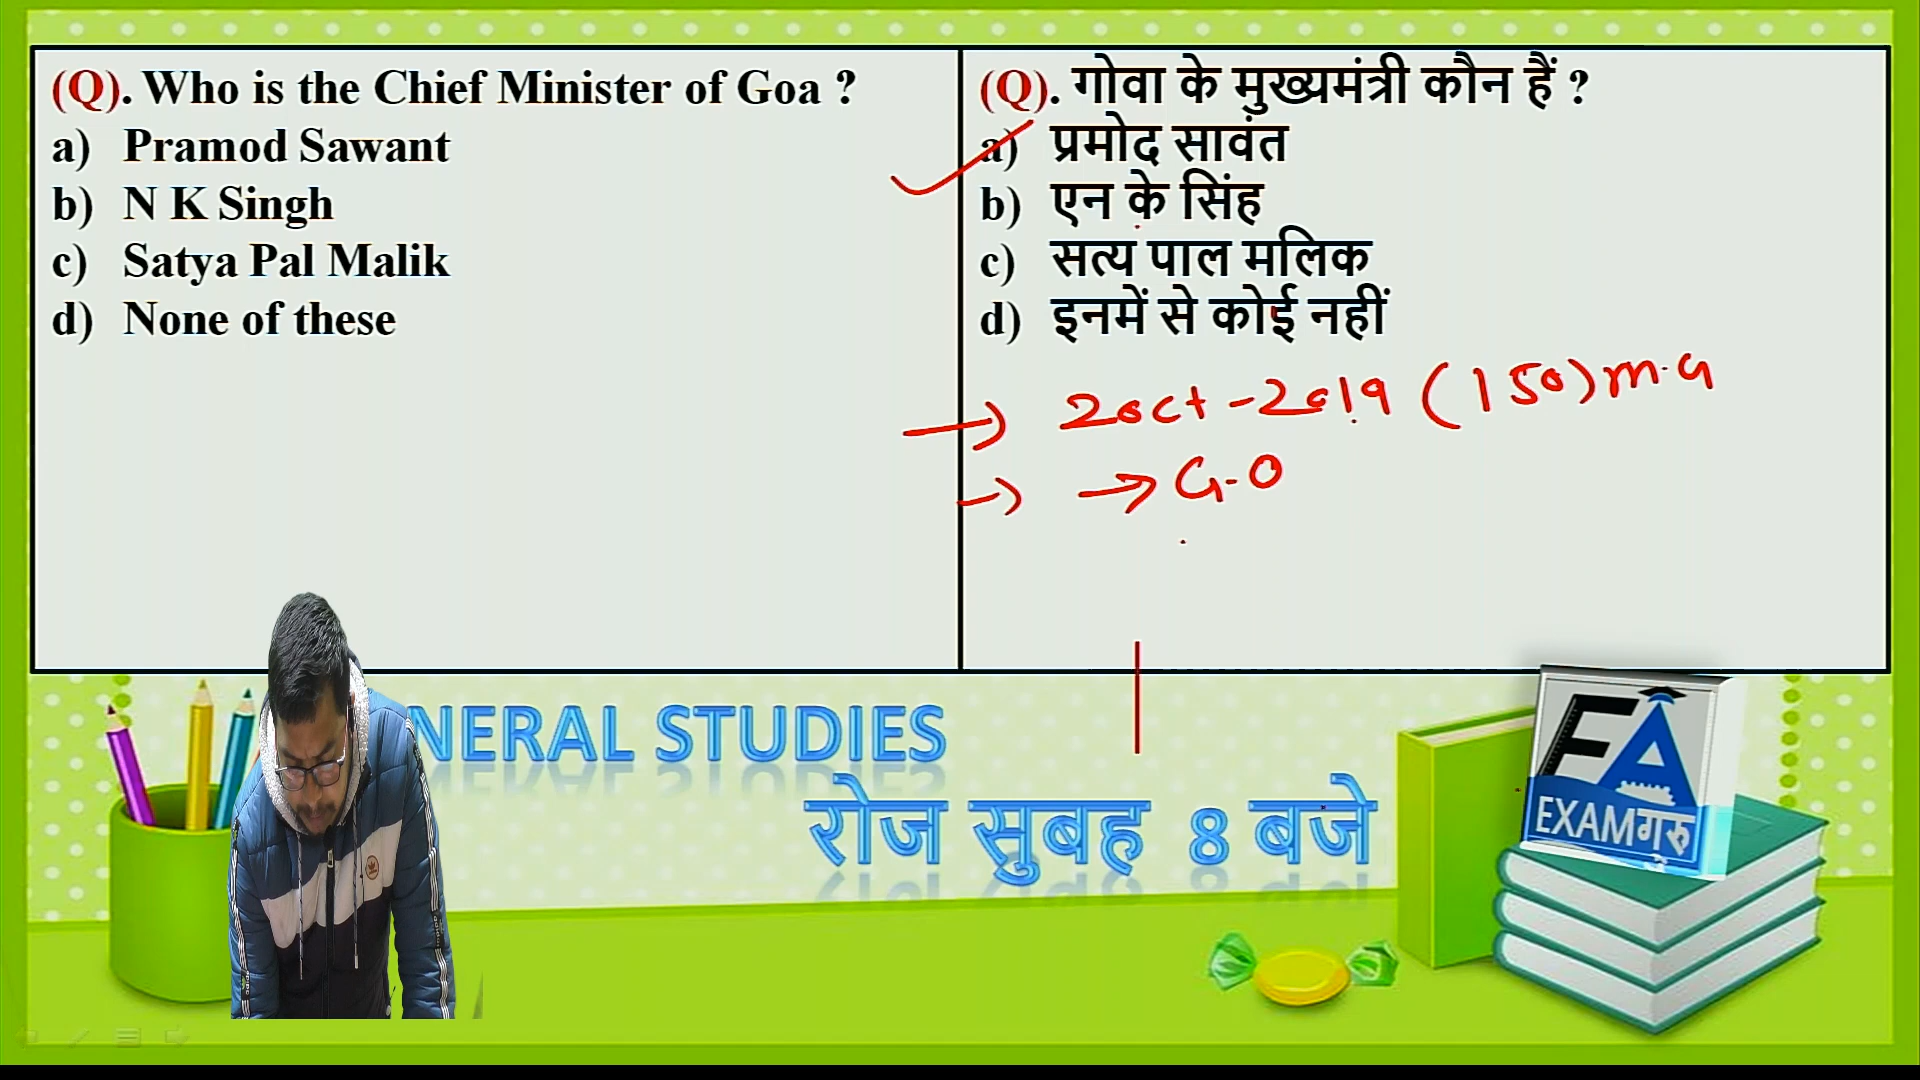 (Q). Who is the Chief Minister of Goa ?
a) Pramod Sawant
b) N K Singh
c) Satya Pal Malik
d) None of these
(Q). गोवा के मुख्यमंत्री कौन हैं ?
a) प्रमोद सावंत
b) एन के सिंह
c) सत्य पाल मलिक
d) इनमें से कोई नहीं
→ 2oct - 2019 (150) m.G
→ → G-O
NERAL STUDIES
रोज सुबह 8 बजे
FA
EXAMगुरु